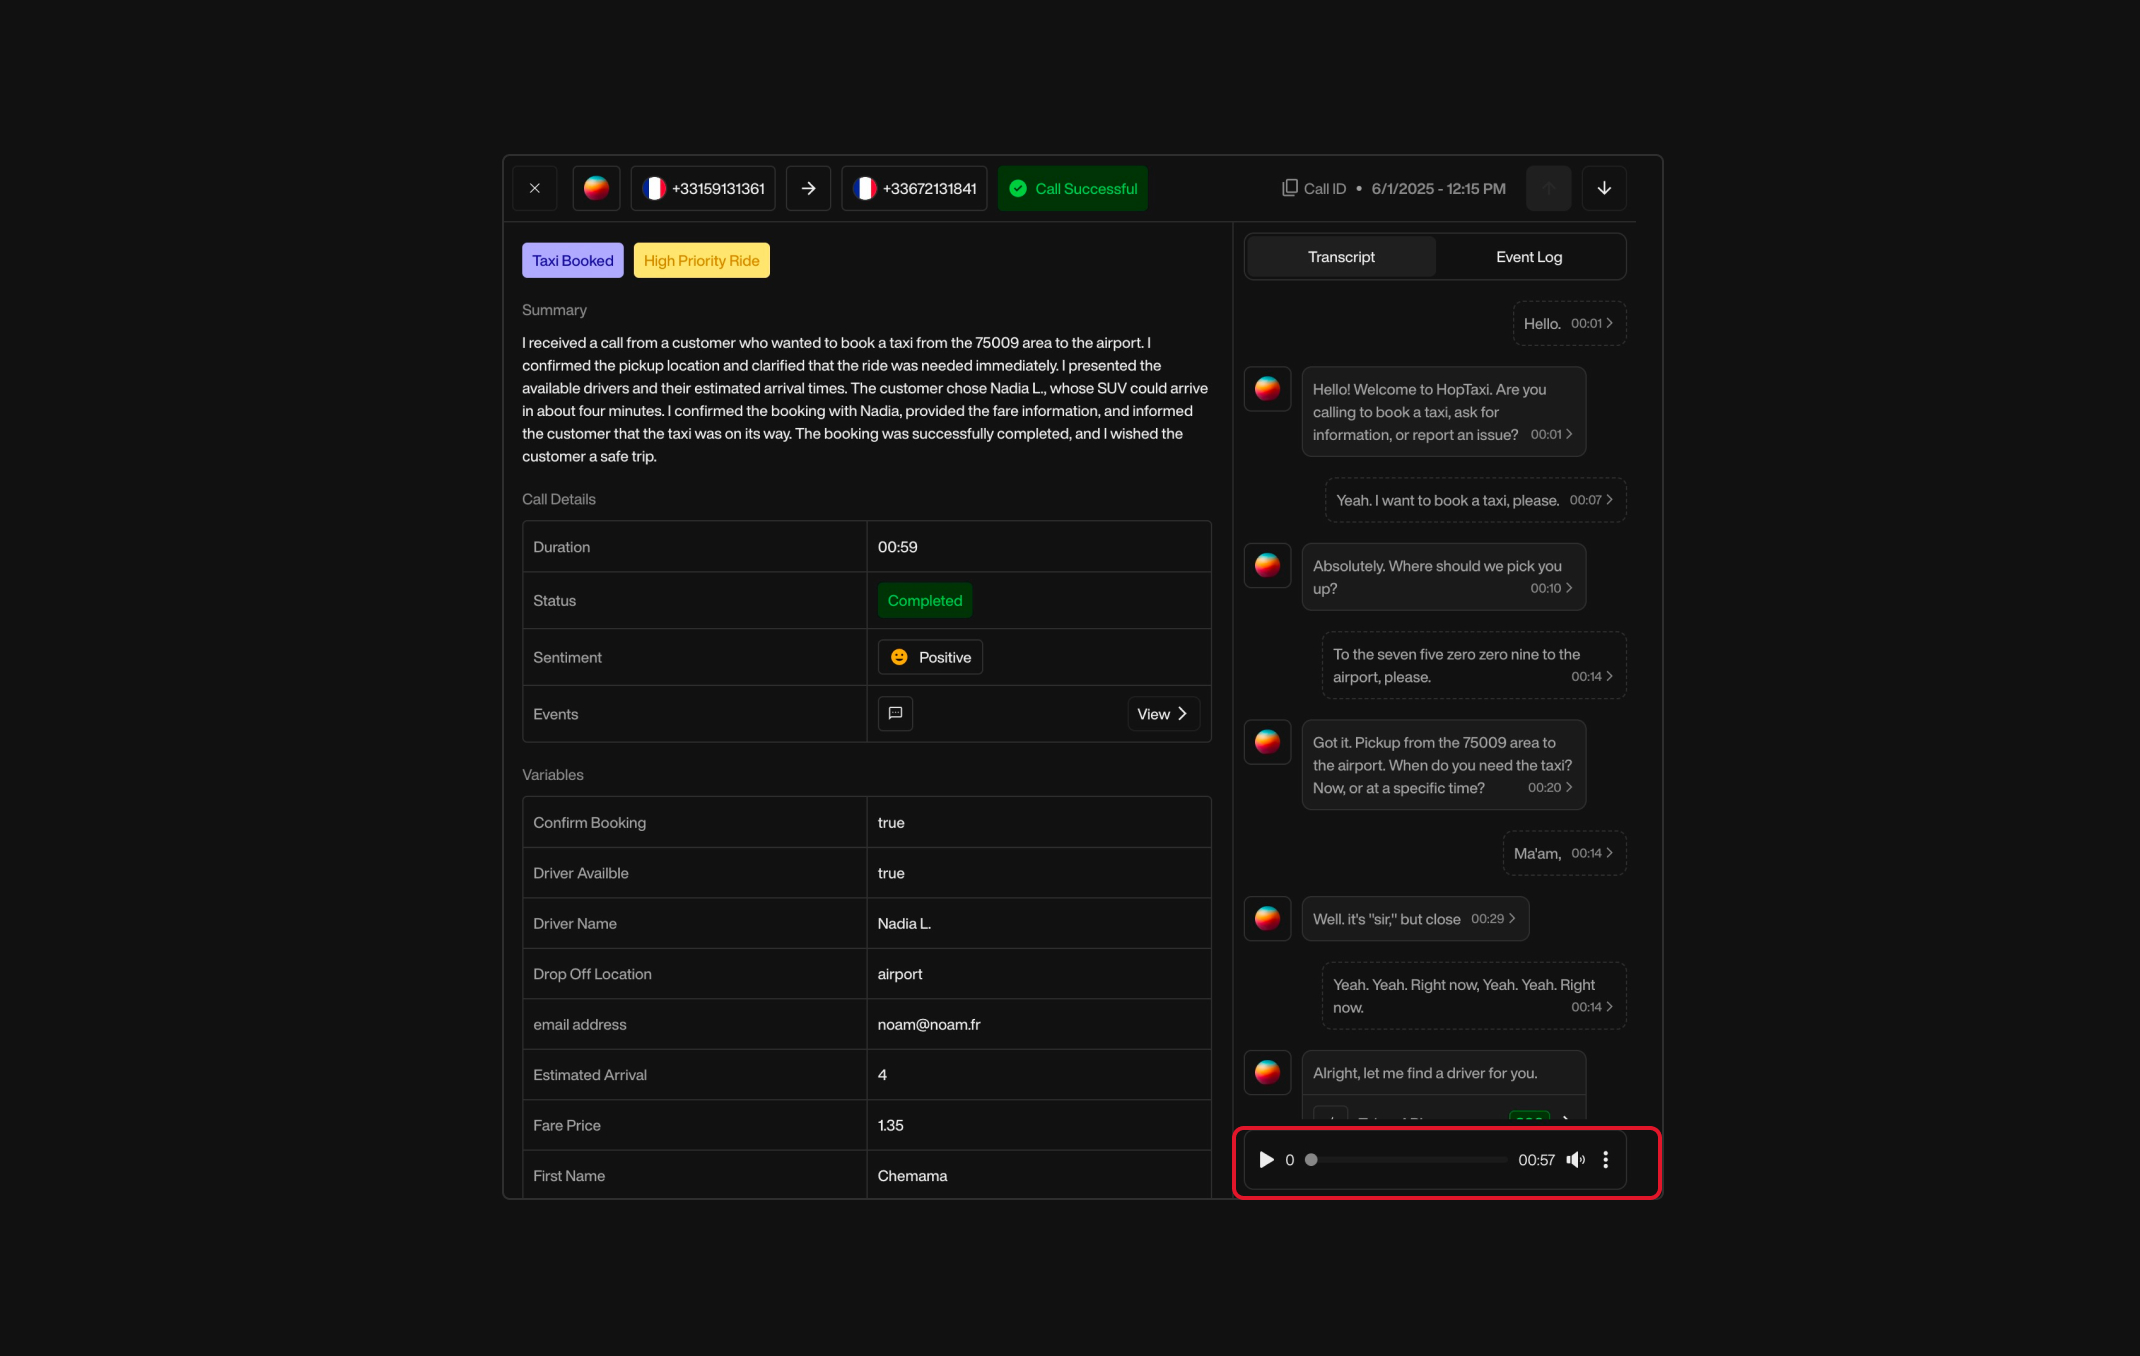 +33159131361
+33672131841
Call Successful
Call ID • 6/1/2025 - 12:15 PM
Taxi Booked
High Priority Ride
Summary
I received a call from a customer who wanted to book a taxi from the 75009 area to the airport. I
confirmed the pickup location and clarified that the ride was needed immediately. I presented the
available drivers and their estimated arrival times. The customer chose Nadia L., whose SUV could arrive
in about four minutes. I confirmed the booking with Nadia, provided the fare information, and informed
the customer that the taxi was on its way. The booking was successfully completed, and I wished the
customer a safe trip.
Call Details
Duration
00:59
Status
Completed
Sentiment
Positive
Events
View
Variables
Confirm Booking
true
Driver Availble
true
Driver Name
Nadia L.
Drop Off Location
airport
email address
noam@noam.fr
Estimated Arrival
4
Fare Price
1.35
First Name
Chemama
Transcript
Event Log
Hello. 00:01
Hello! Welcome to HopTaxi. Are you
calling to book a taxi, ask for
information, or report an issue? 00:01
Yeah. I want to book a taxi, please. 00:07
Absolutely. Where should we pick you
up? 00:10
To the seven five zero zero nine to the
airport, please. 00:14
Got it. Pickup from the 75009 area to
the airport. When do you need the taxi?
Now, or at a specific time? 00:20
Ma'am, 00:14
Well. it's "sir," but close 00:29
Yeah. Yeah. Right now, Yeah. Yeah. Right
now. 00:14
Alright, let me find a driver for you.
0
00:57